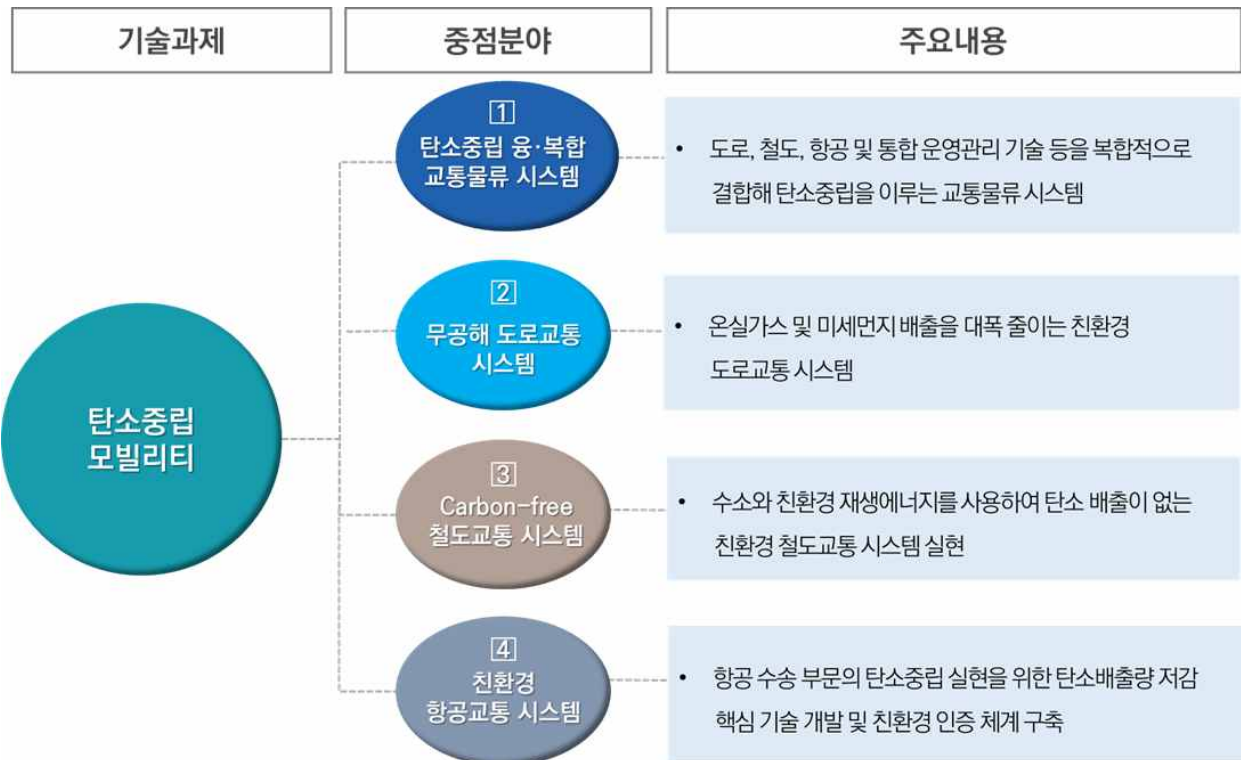 기술과제
중점분야
주요내용
탄소중립
모빌리티
1
탄소중립 융·복합
교통물류 시스템
• 도로, 철도, 항공 및 통합 운영관리 기술 등을 복합적으로
결합해 탄소중립을 이루는 교통물류 시스템
2
무공해 도로교통
시스템
• 온실가스 및 미세먼지 배출을 대폭 줄이는 친환경
도로교통 시스템
3
Carbon-free
철도교통 시스템
• 수소와 친환경 재생에너지를 사용하여 탄소 배출이 없는
친환경 철도교통 시스템 실현
4
친환경
항공교통 시스템
• 항공 수송 부문의 탄소중립 실현을 위한 탄소배출량 저감
핵심 기술 개발 및 친환경 인증 체계 구축